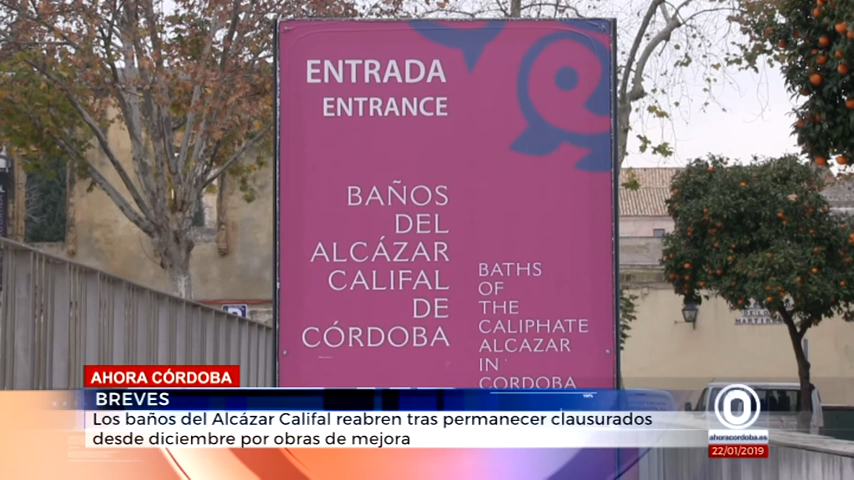 ENTRADA
ENTRANCE
BAÑOS
DEL
ALCÁZAR
CALIFAL
DE
CÓRDOBA
BATHS
OF
THE
CALIPHATE
ALCAZAR
IN
CORDOBA
AHORA CÓRDOBA
BREVES
Los baños del Alcázar Califal reabren tras permanecer clausurados
desde diciembre por obras de mejora
ahoracordoba.es
22/01/2019